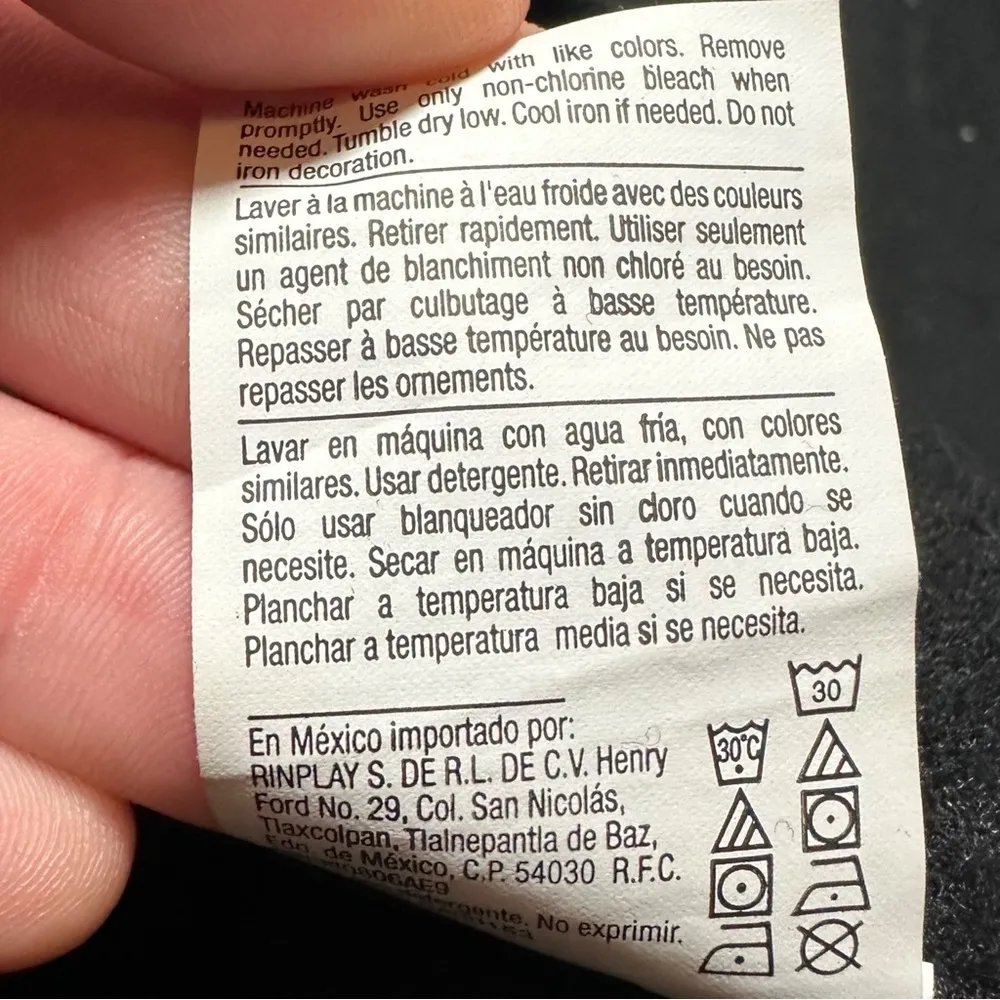 Machine wash cold with like colors. Remove
promptly. Use only non-chlorine bleach when
needed. Tumble dry low. Cool iron if needed. Do not
iron decoration.
Laver à la machine à l'eau froide avec des couleurs
similaires. Retirer rapidement. Utiliser seulement
un agent de blanchiment non chloré au besoin.
Sécher par culbutage à basse température.
Repasser à basse température au besoin. Ne pas
repasser les ornements.
Lavar en máquina con agua fría, con colores
similares. Usar detergente. Retirar inmediatamente.
Sólo usar blanqueador sin cloro cuando se
necesite. Secar en máquina a temperatura baja.
Planchar a temperatura baja si se necesita.
Planchar a temperatura media si se necesita.
En México importado por:
RINPLAY S. DE R.L. DE C.V. Henry
Ford No. 29, Col. San Nicolás,
Tlaxcolpan, Tlalnepantla de Baz,
Edo. de México, C.P. 54030 R.F.C.
No exprimir.
30
30°C